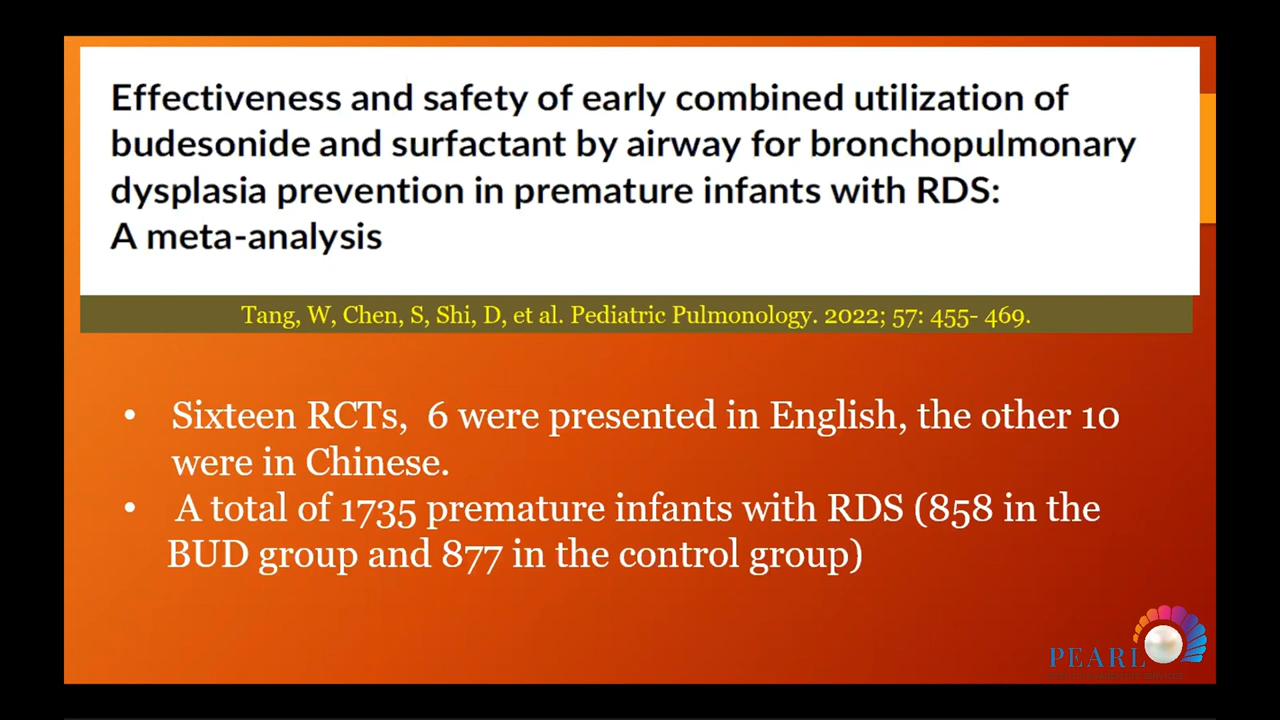 Effectiveness and safety of early combined utilization of
budesonide and surfactant by airway for bronchopulmonary
dysplasia prevention in premature infants with RDS:
A meta-analysis
Tang, W, Chen, S, Shi, D, et al. Pediatric Pulmonology. 2022; 57: 455- 469.
• Sixteen RCTs, 6 were presented in English, the other 10
were in Chinese.
• A total of 1735 premature infants with RDS (858 in the
BUD group and 877 in the control group)
PEARL